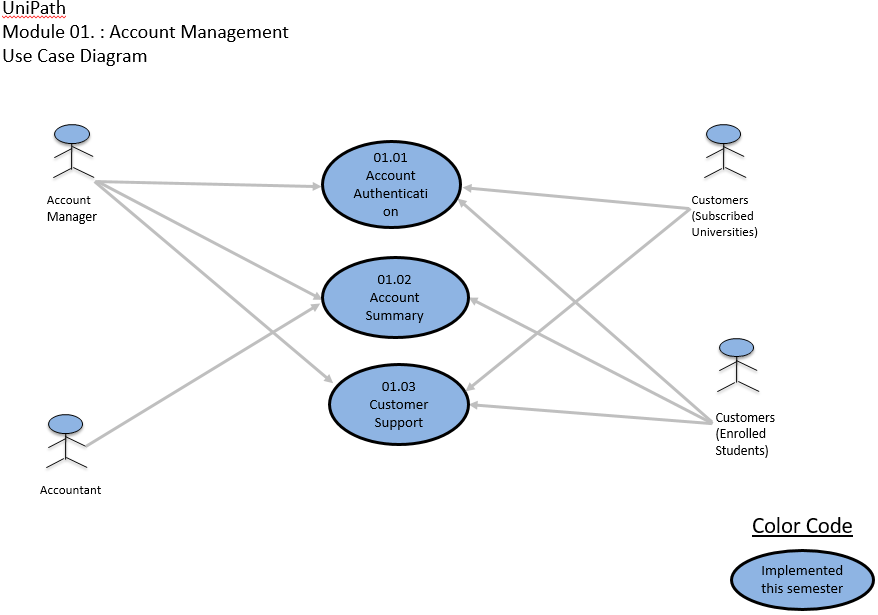 UniPath
Module 01. : Account Management
Use Case Diagram
01.01
Account
Authenticati
on
Account
Manager
Customers
(Subscribed
Universities)
01.02
Account
Summary
01.03
Customer
Support
Customers
(Enrolled
Students)
Accountant
Color Code
Implemented
this semester